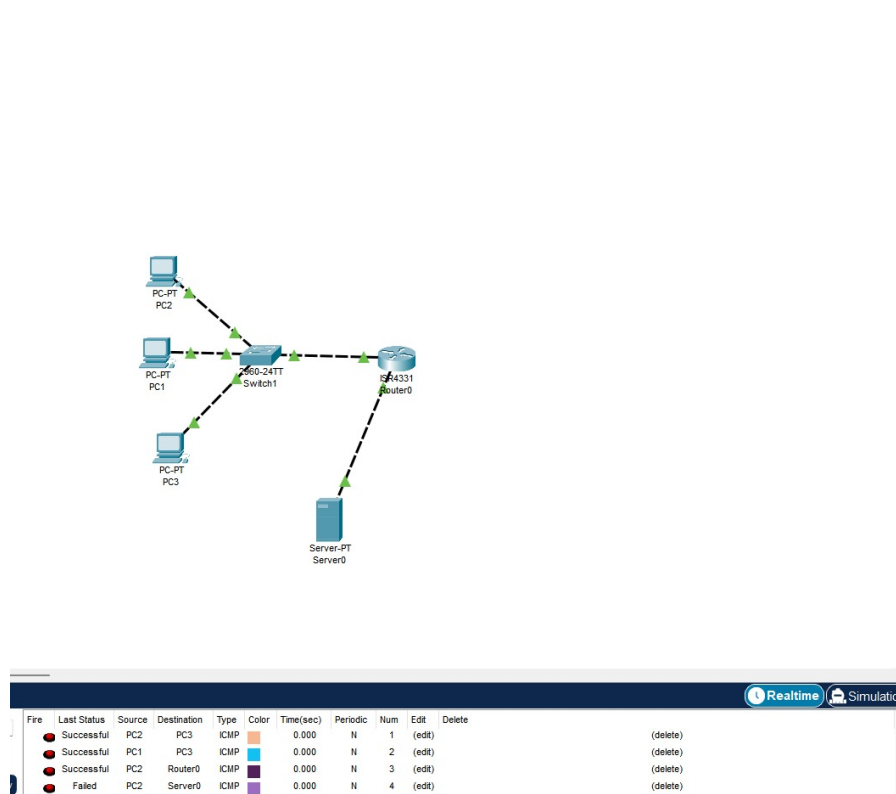 PC-PT
PC2
PC-PT
PC1
2960-24TT
Switch1
ISR4331
Router0
PC-PT
PC3
Server-PT
Server0
Realtime
Fire Last Status Source Destination Type Color Time(sec) Periodic Num Edit Delete
Successful PC2 PC3 ICMP 0.000 N 1 (edit) (delete)
Successful PC1 PC3 ICMP 0.000 N 2 (edit) (delete)
Successful PC2 Router0 ICMP 0.000 N 3 (edit) (delete)
Failed PC2 Server0 ICMP 0.000 N 4 (edit) (delete)